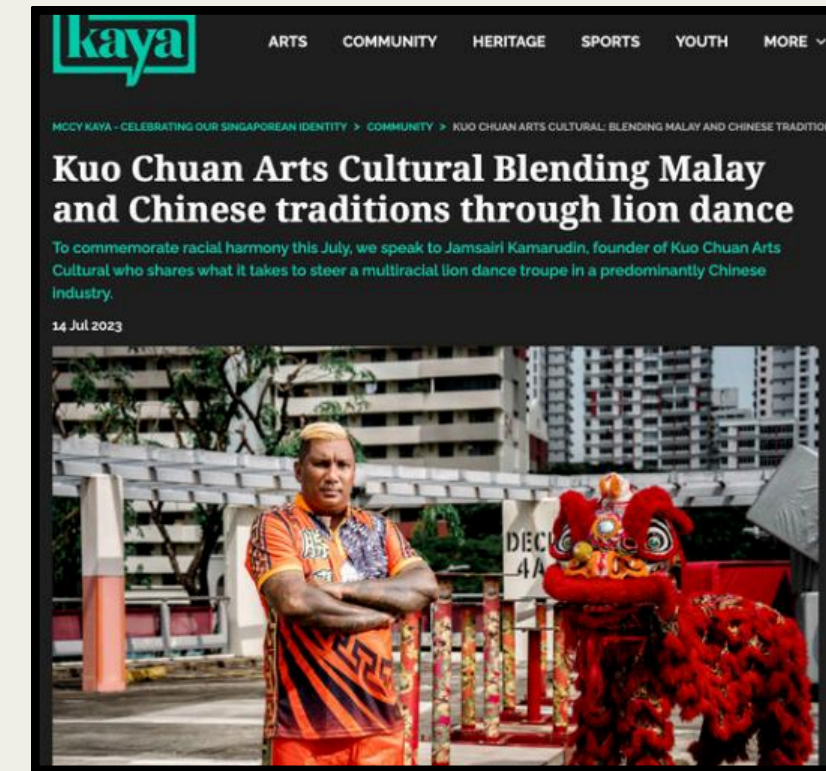 kaya
ARTS COMMUNITY HERITAGE SPORTS YOUTH MORE
MCCY KAYA - CELEBRATING OUR SINGAPOREAN IDENTITY > COMMUNITY > KUO CHUAN ARTS CULTURAL: BLENDING MALAY AND CHINESE TRADITION
Kuo Chuan Arts Cultural Blending Malay
and Chinese traditions through lion dance
To commemorate racial harmony this July, we speak to Jamsairi Kamarudin, founder of Kuo Chuan Arts
Cultural who shares what it takes to steer a multiracial lion dance troupe in a predominantly Chinese
industry.
14 Jul 2023
DECK
4A